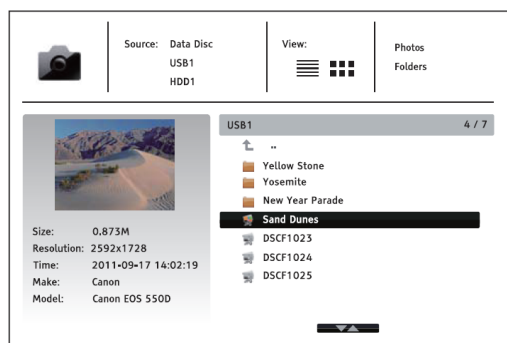 Source: Data Disc
USB1
HDD1
View:
Photos
Folders
USB1 4 / 7
..
Yellow Stone
Yosemite
New Year Parade
Sand Dunes
DSCF1023
DSCF1024
DSCF1025
Size: 0.873M
Resolution: 2592x1728
Time: 2011-09-17 14:02:19
Make: Canon
Model: Canon EOS 550D